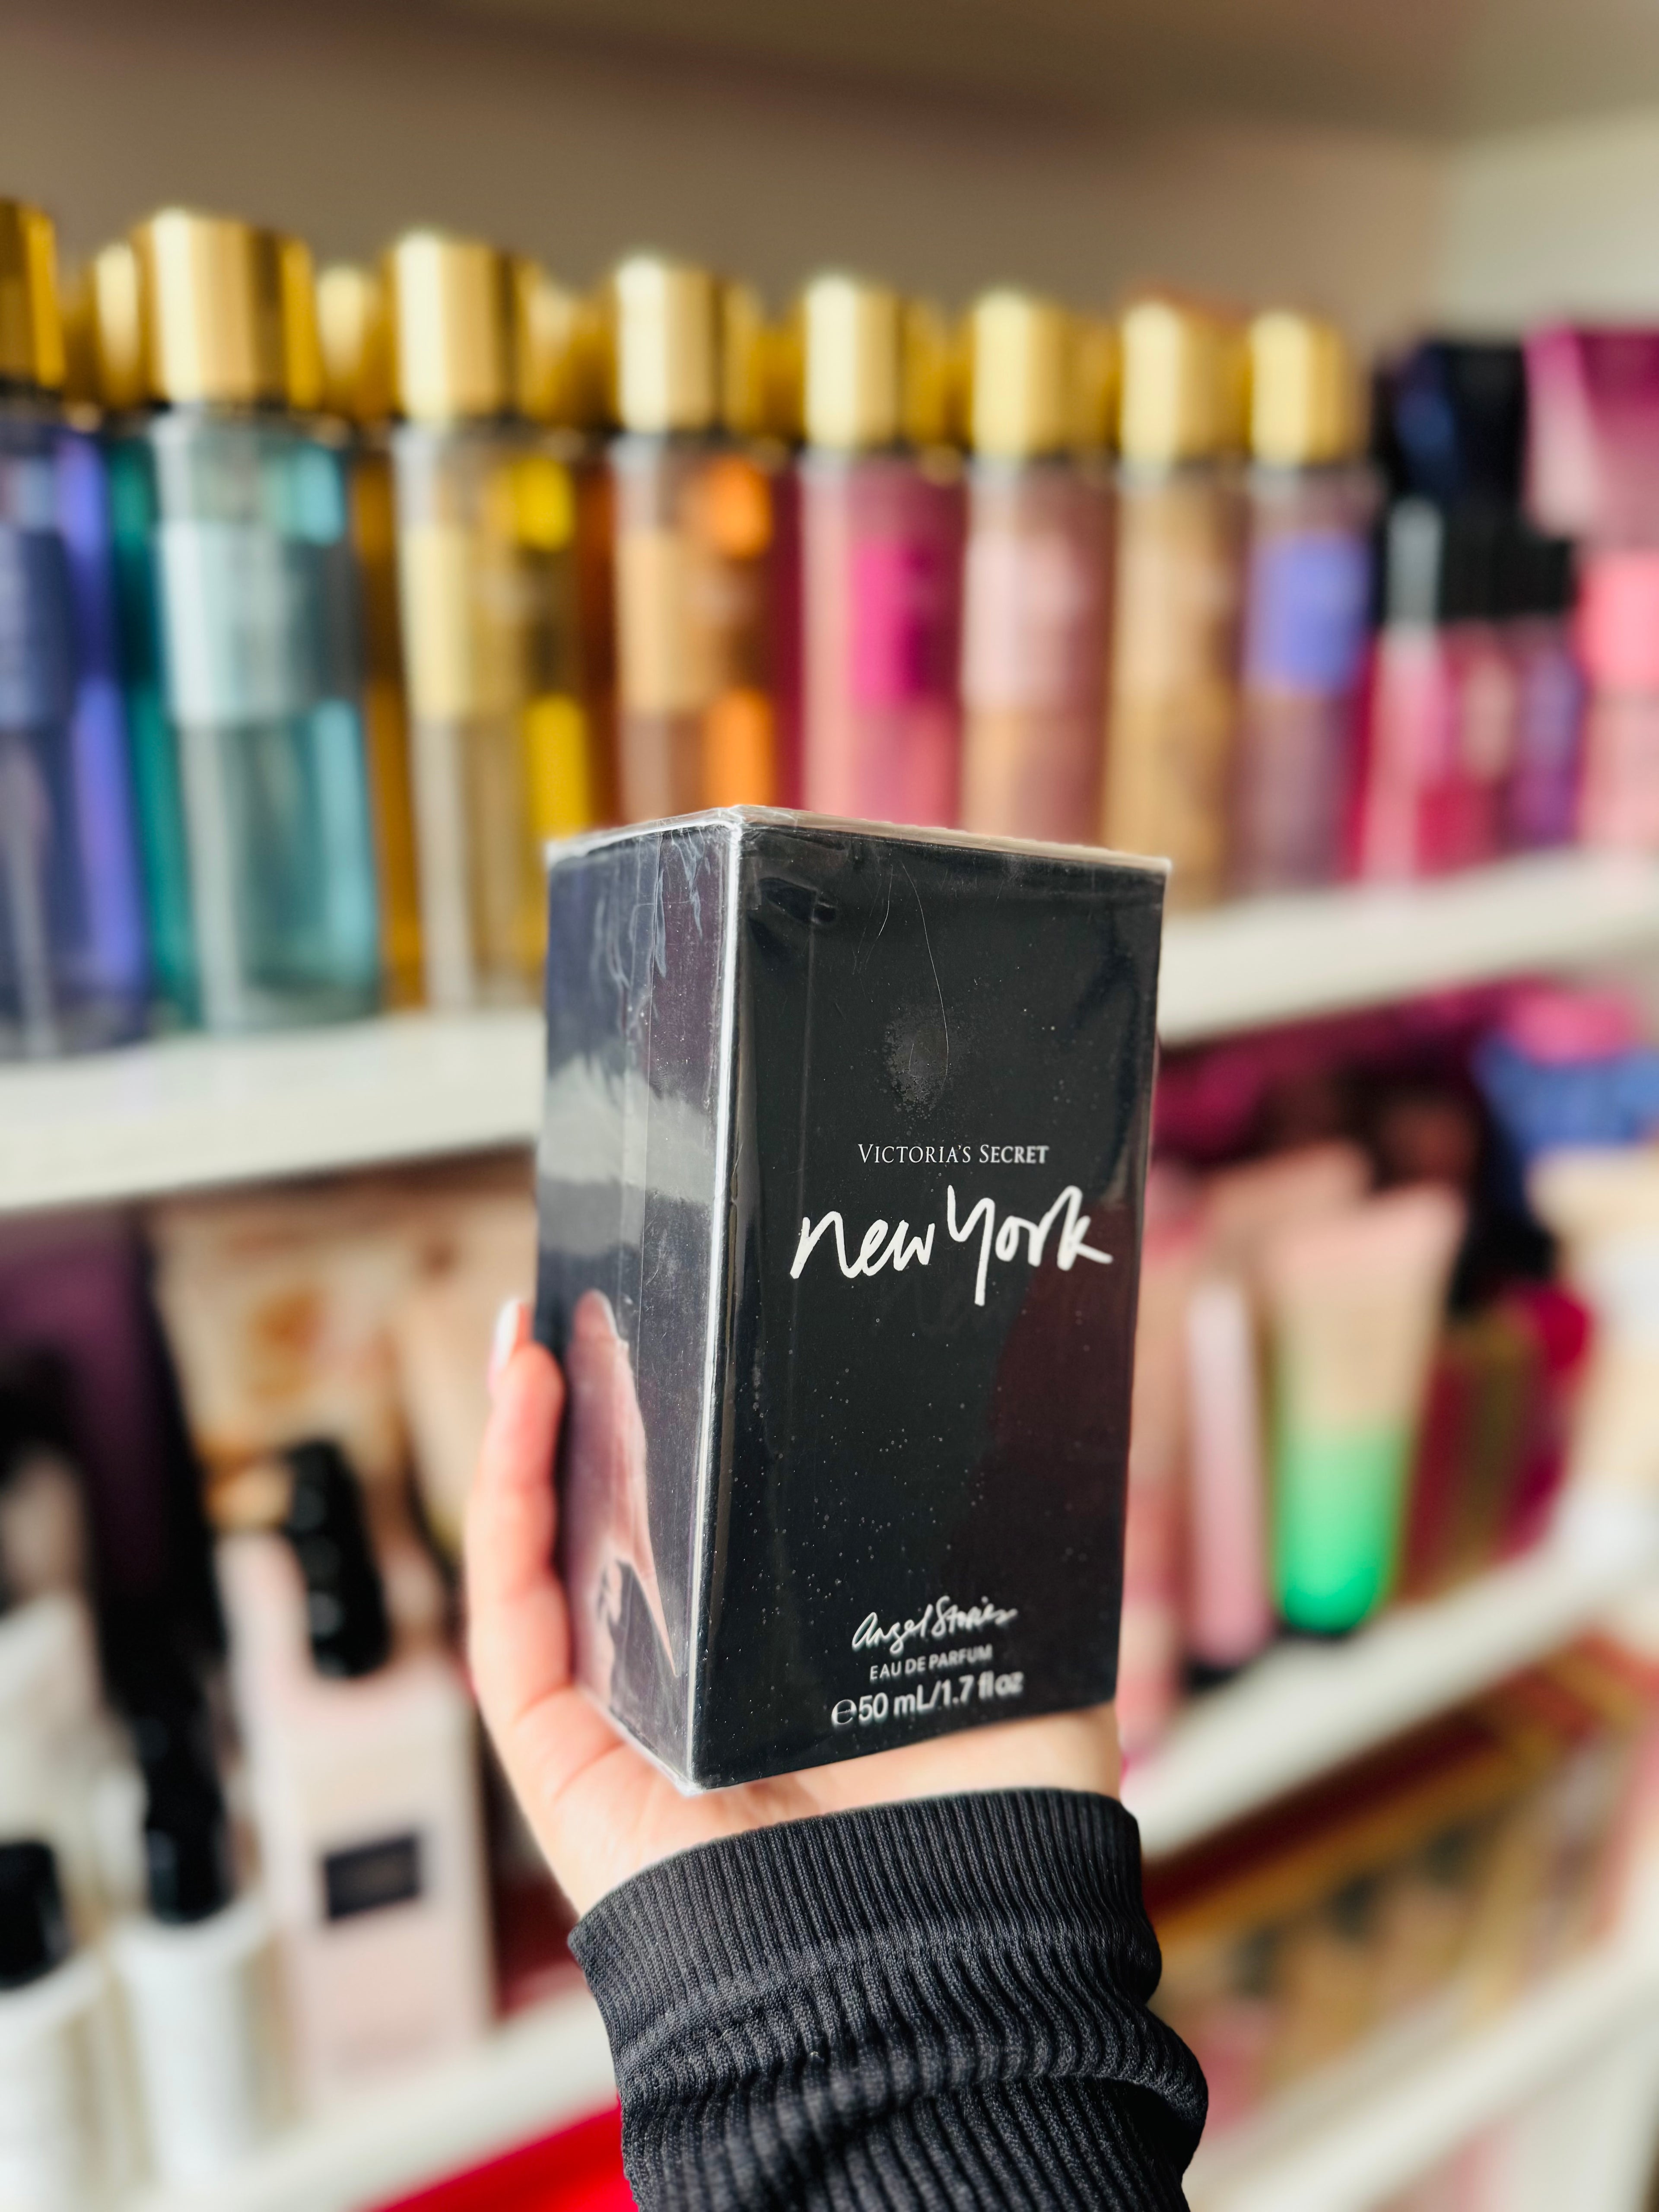 VICTORIA'S SECRET
new york
Angel Stories
EAU DE PARFUM
℮50 mL/1.7 fl oz